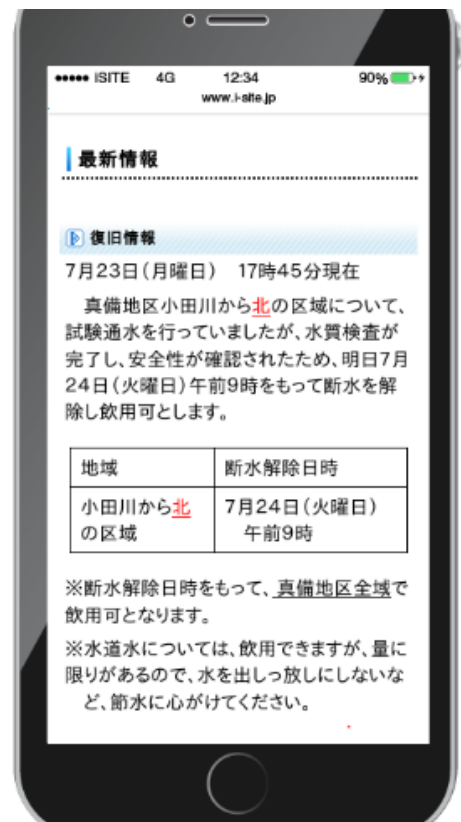 ISITE 4G 12:34 90%
www.i-site.jp
最新情報
復旧情報
7月23日(月曜日) 17時45分現在
真備地区小田川から北の区域について、
試験通水を行っていましたが、水質検査が
完了し、安全性が確認されたため、明日7月
24日(火曜日)午前9時をもって断水を解
除し飲用可とします。
地域 断水解除日時
小田川から北 7月24日(火曜日)
の区域 午前9時
※断水解除日時をもって、真備地区全域で
飲用可となります。
※水道水については、飲用できますが、量に
限りがあるので、水を出しっ放しにしないな
ど、節水に心がけてください。